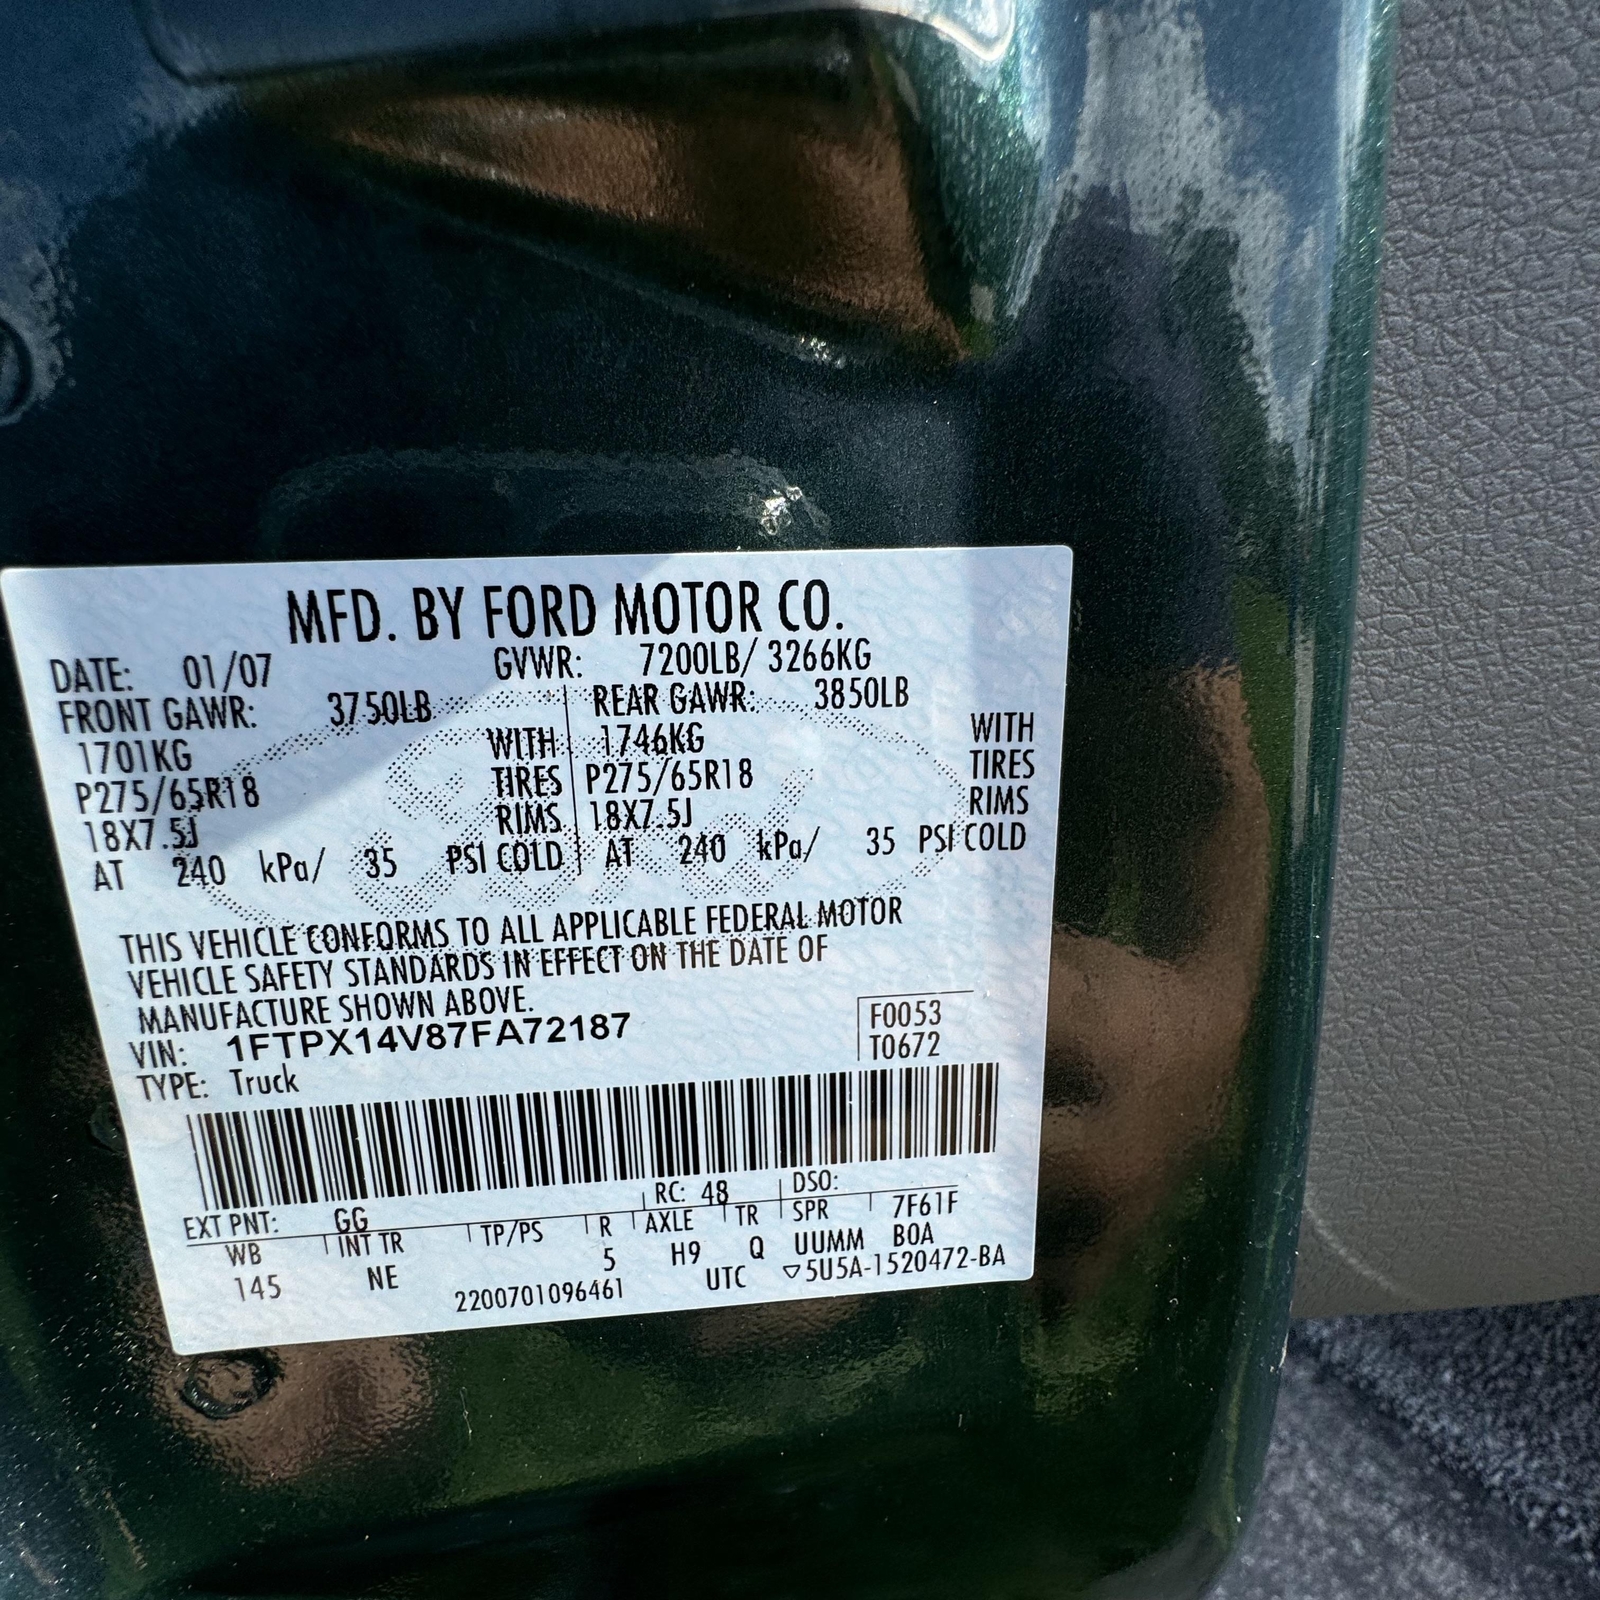 MFD. BY FORD MOTOR CO.
DATE: 01/07 GVWR: 7200LB/ 3266KG
FRONT GAWR: 3750LB REAR GAWR: 3850LB
1701KG WITH 1746KG WITH
P275/65R18 TIRES P275/65R18 TIRES
18X7.5J RIMS 18X7.5J RIMS
AT 240 kPa/ 35 PSI COLD AT 240 kPa/ 35 PSI COLD
THIS VEHICLE CONFORMS TO ALL APPLICABLE FEDERAL MOTOR
VEHICLE SAFETY STANDARDS IN EFFECT ON THE DATE OF
MANUFACTURE SHOWN ABOVE.
VIN: 1FTPX14V87FA72187 F0053
TYPE: Truck T0672
EXT PNT: GG RC: 48 DSO:
WB INT TR TP/PS R AXLE TR SPR 7F61F
145 NE 5 H9 Q UUMM BOA
2200701096461 UTC ▽5U5A-1520472-BA